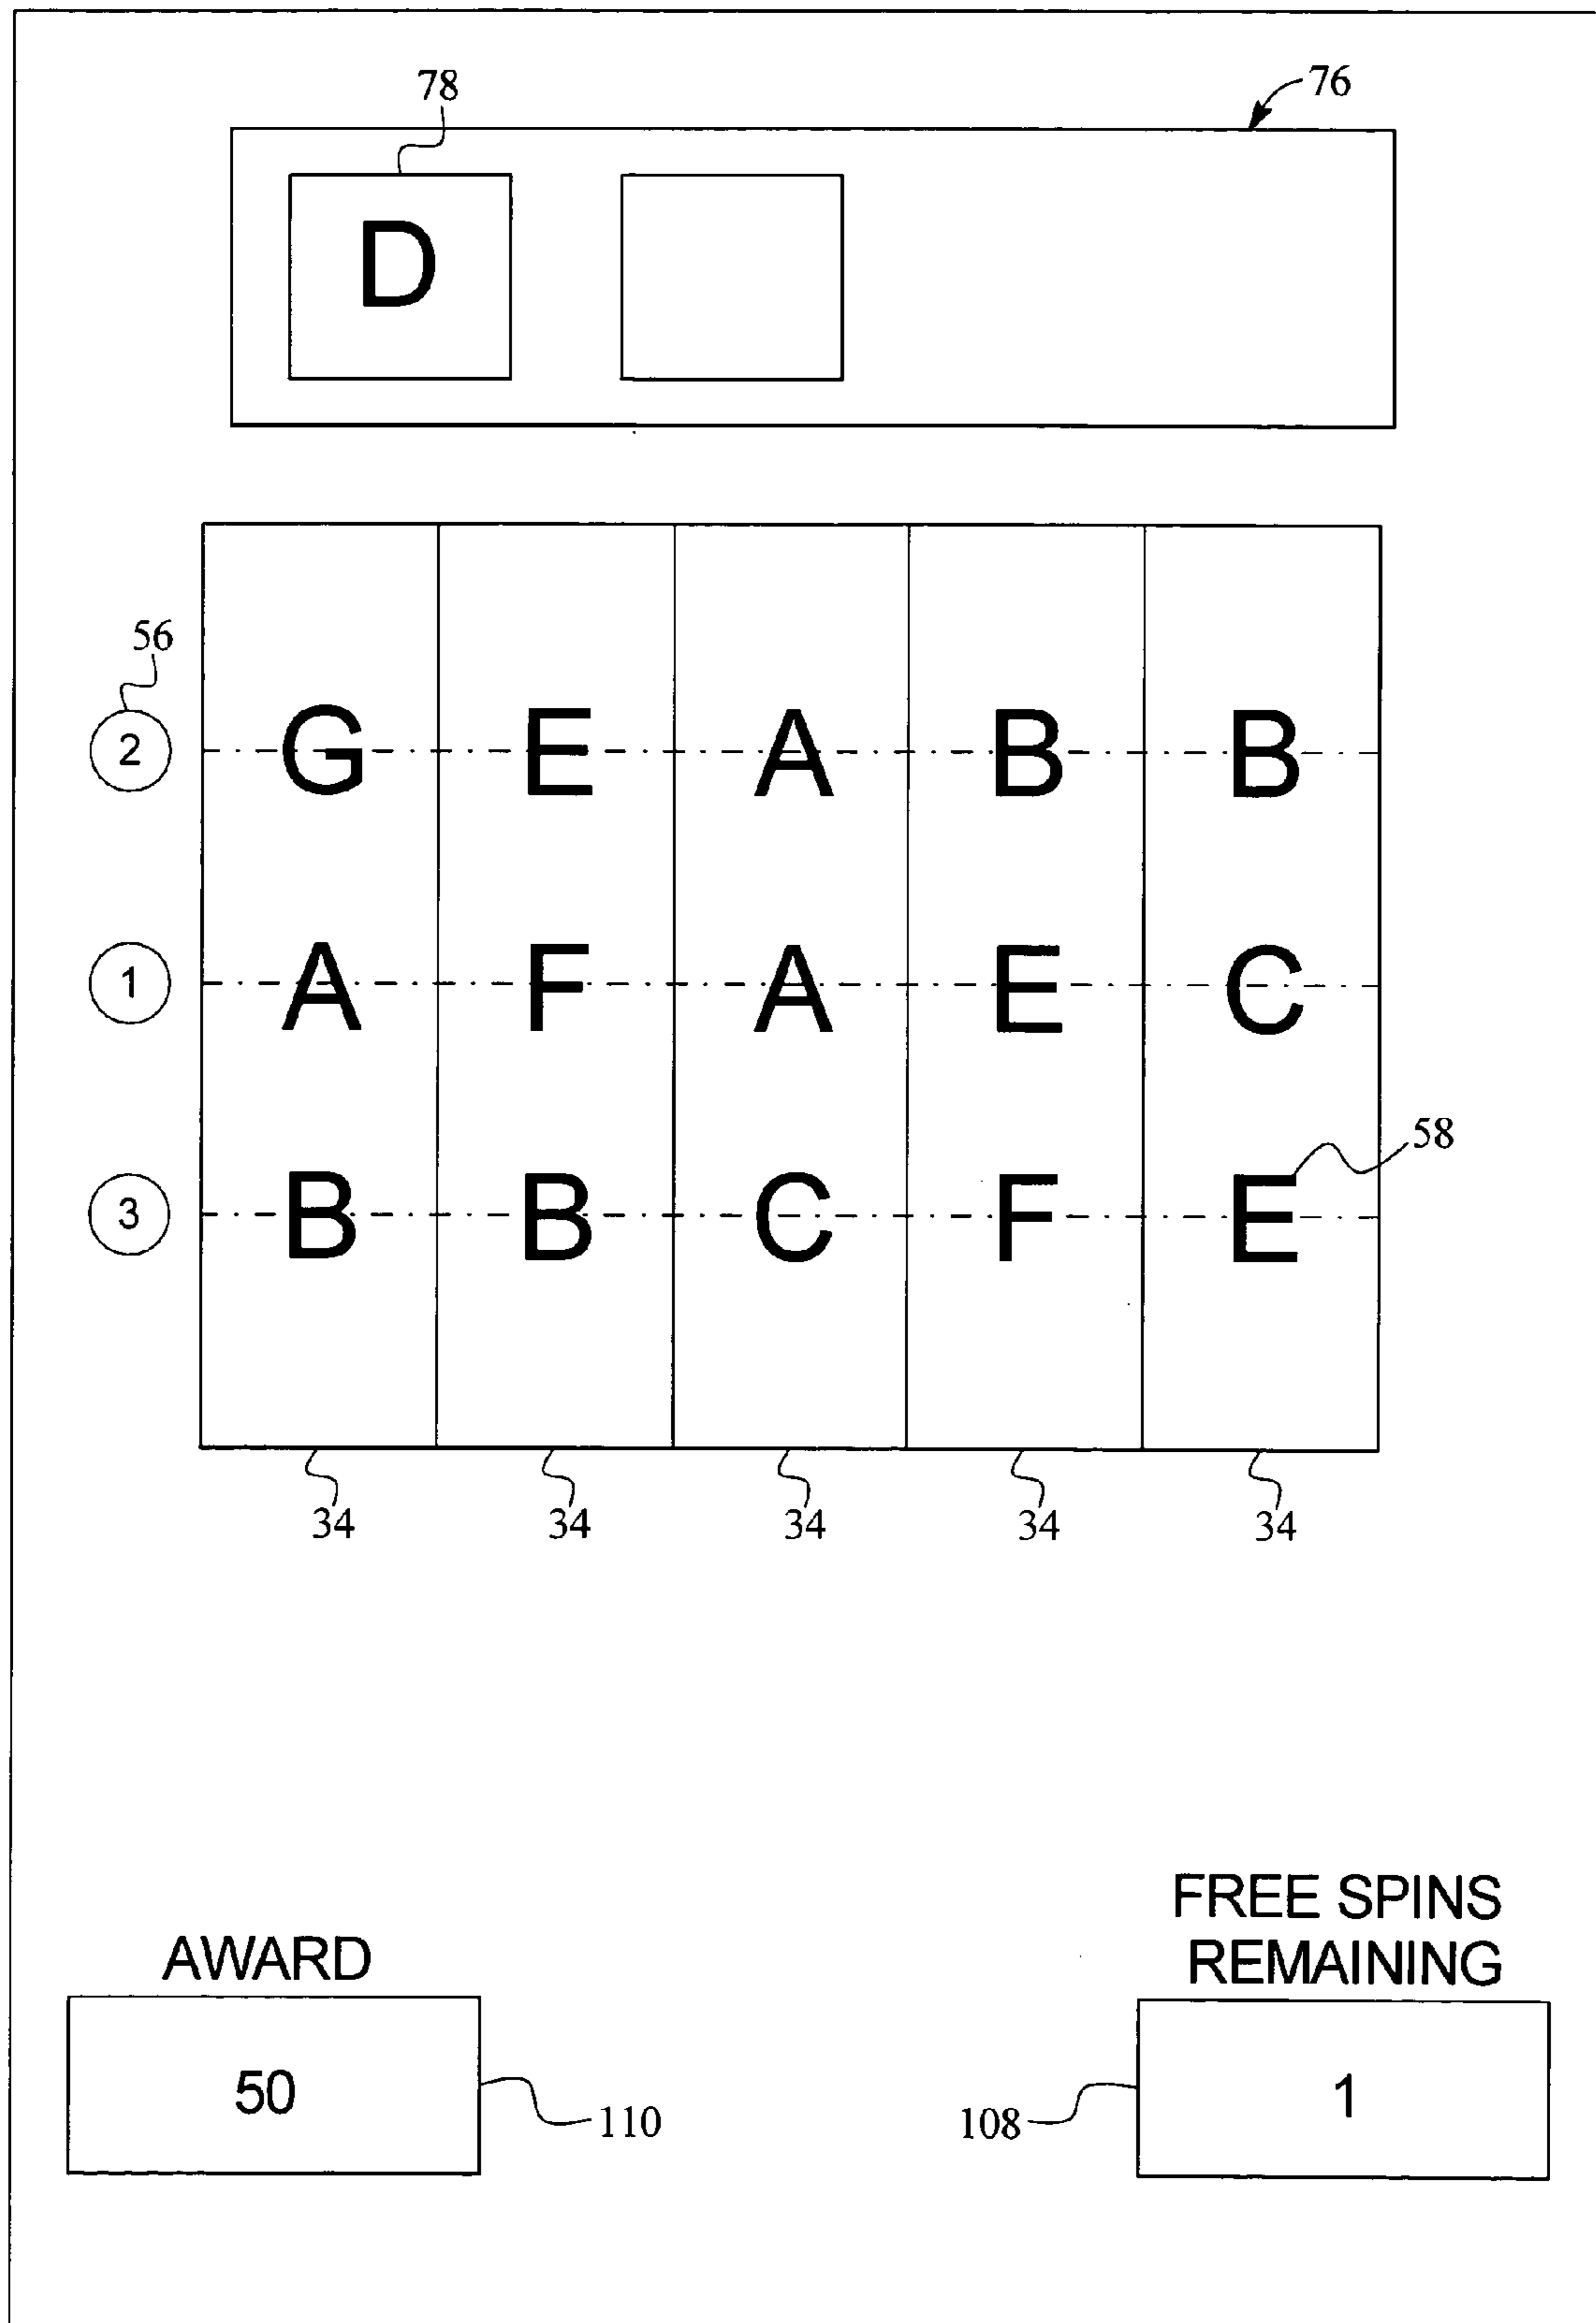 78
76
D
56
2 G E A B B
1 A F A E C
58
3 B B C F E
34 34 34 34 34
FREE SPINS
REMAINING
AWARD
50
110
108
1